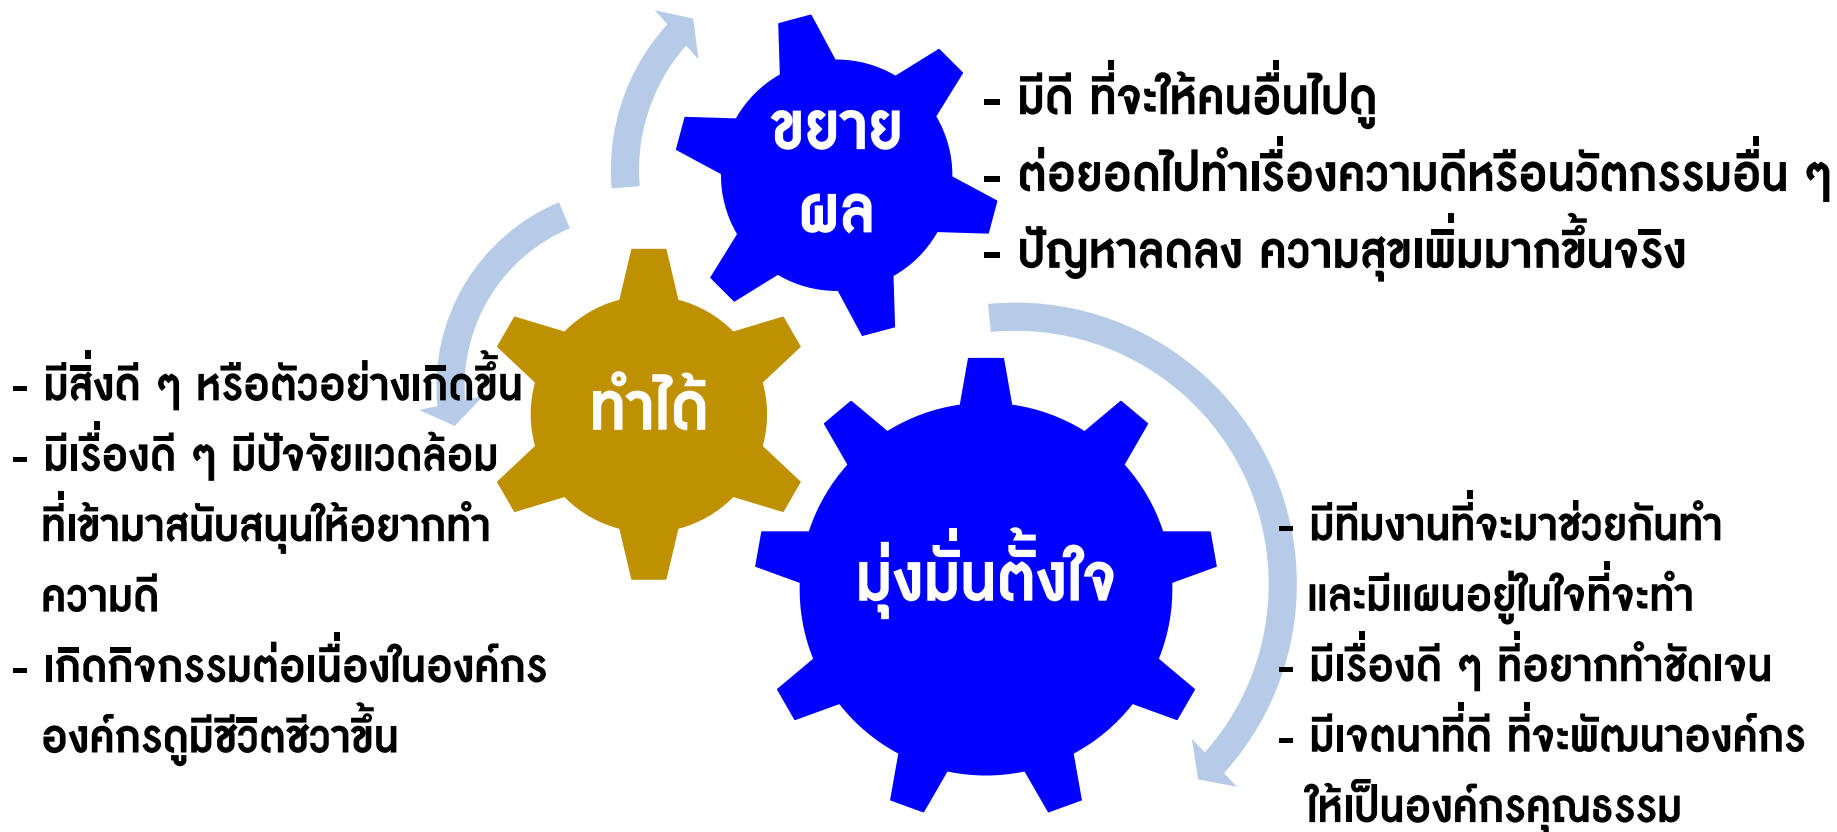 ขยาย
ผล
- มีดี ที่จะให้คนอื่นไปดู
- ต่อยอดไปทำเรื่องความดีหรือนวัตกรรมอื่น ๆ
- ปัญหาลดลง ความสุขเพิ่มมากขึ้นจริง
ทำได้
- มีสิ่งดี ๆ หรือตัวอย่างเกิดขึ้น
- มีเรื่องดี ๆ มีปัจจัยแวดล้อม
ที่เข้ามาสนับสนุนให้อยากทำ
ความดี
- เกิดกิจกรรมต่อเนื่องในองค์กร
องค์กรดูมีชีวิตชีวาขึ้น
มุ่งมั่นตั้งใจ
- มีทีมงานที่จะมาช่วยกันทำ
และมีแผนอยู่ในใจที่จะทำ
- มีเรื่องดี ๆ ที่อยากทำชัดเจน
- มีเจตนาที่ดี ที่จะพัฒนาองค์กร
ให้เป็นองค์กรคุณธรรม